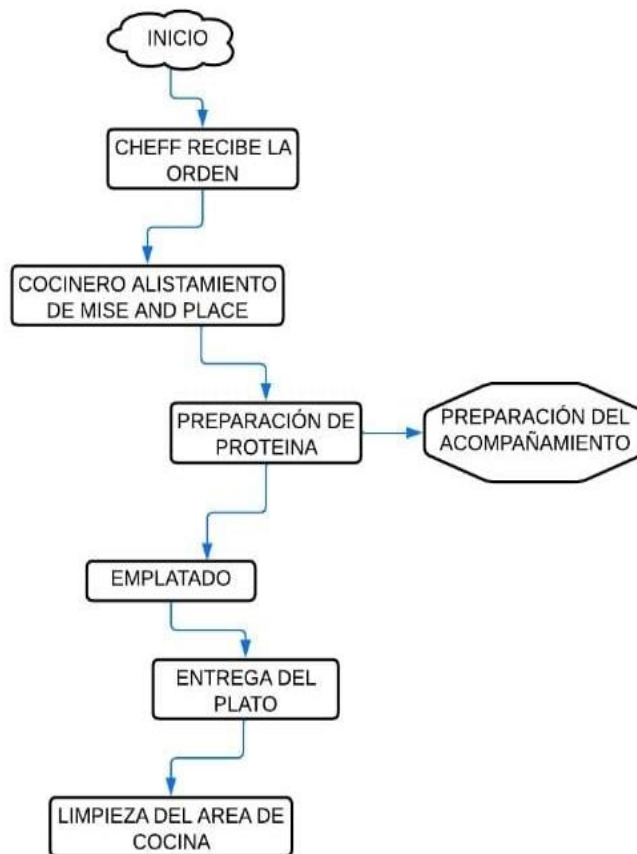 INICIO
CHEFF RECIBE LA
ORDEN
COCINERO ALISTAMIENTO
DE MISE AND PLACE
PREPARACIÓN DE
PROTEINA
PREPARACIÓN DEL
ACOMPAÑAMIENTO
EMPLATADO
ENTREGA DEL
PLATO
LIMPIEZA DEL AREA DE
COCINA